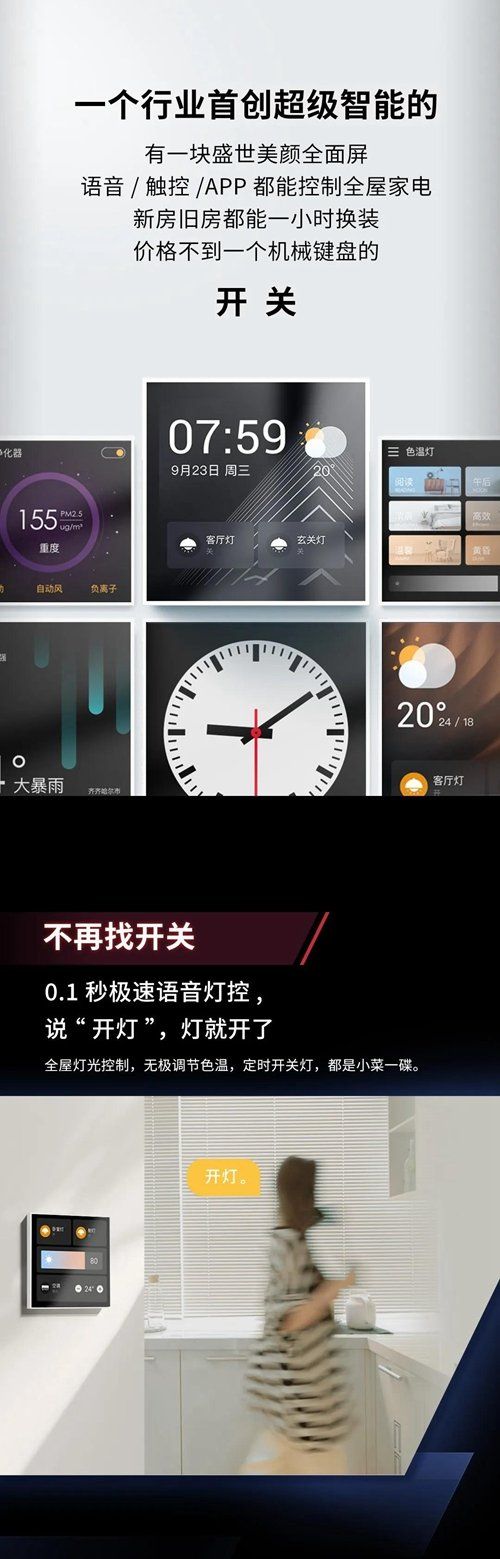 一个行业首创超级智能的
有一块盛世美颜全面屏
语音 / 触控 /APP 都能控制全屋家电
新房旧房都能一小时换装
价格不到一个机械键盘的
开 关
07:59
9月23日 周三
20°
客厅灯
关
玄关灯
关
净化器
155
PM2.5
ug/m³
重度
自动风
负离子
色温灯
阅读
READING
午后
NOON
高效
温馨
黄昏
大暴雨
齐齐哈尔市
20°
24 / 18
客厅灯
开
不再找开关
0.1 秒极速语音灯控，
说 “ 开灯 ”，灯就开了
全屋灯光控制，无极调节色温，定时开关灯，都是小菜一碟。
开灯。
80
空调
24°